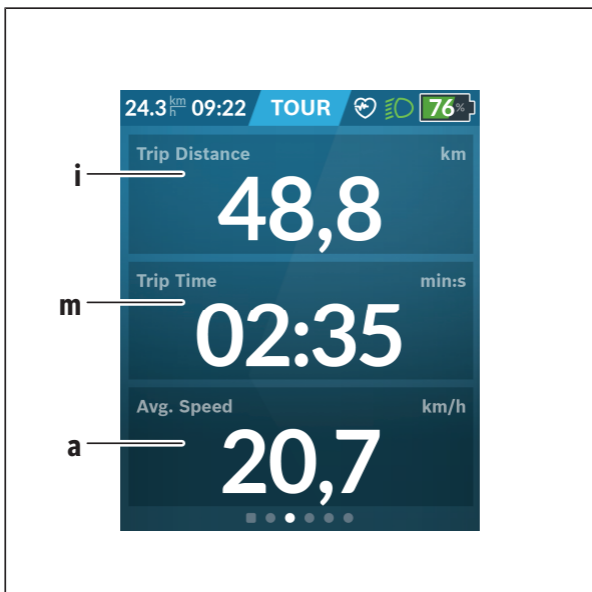 24.3 km/h 09:22 TOUR 76%
Trip Distance km
i
48,8
Trip Time min:s
m
02:35
Avg. Speed km/h
a
20,7